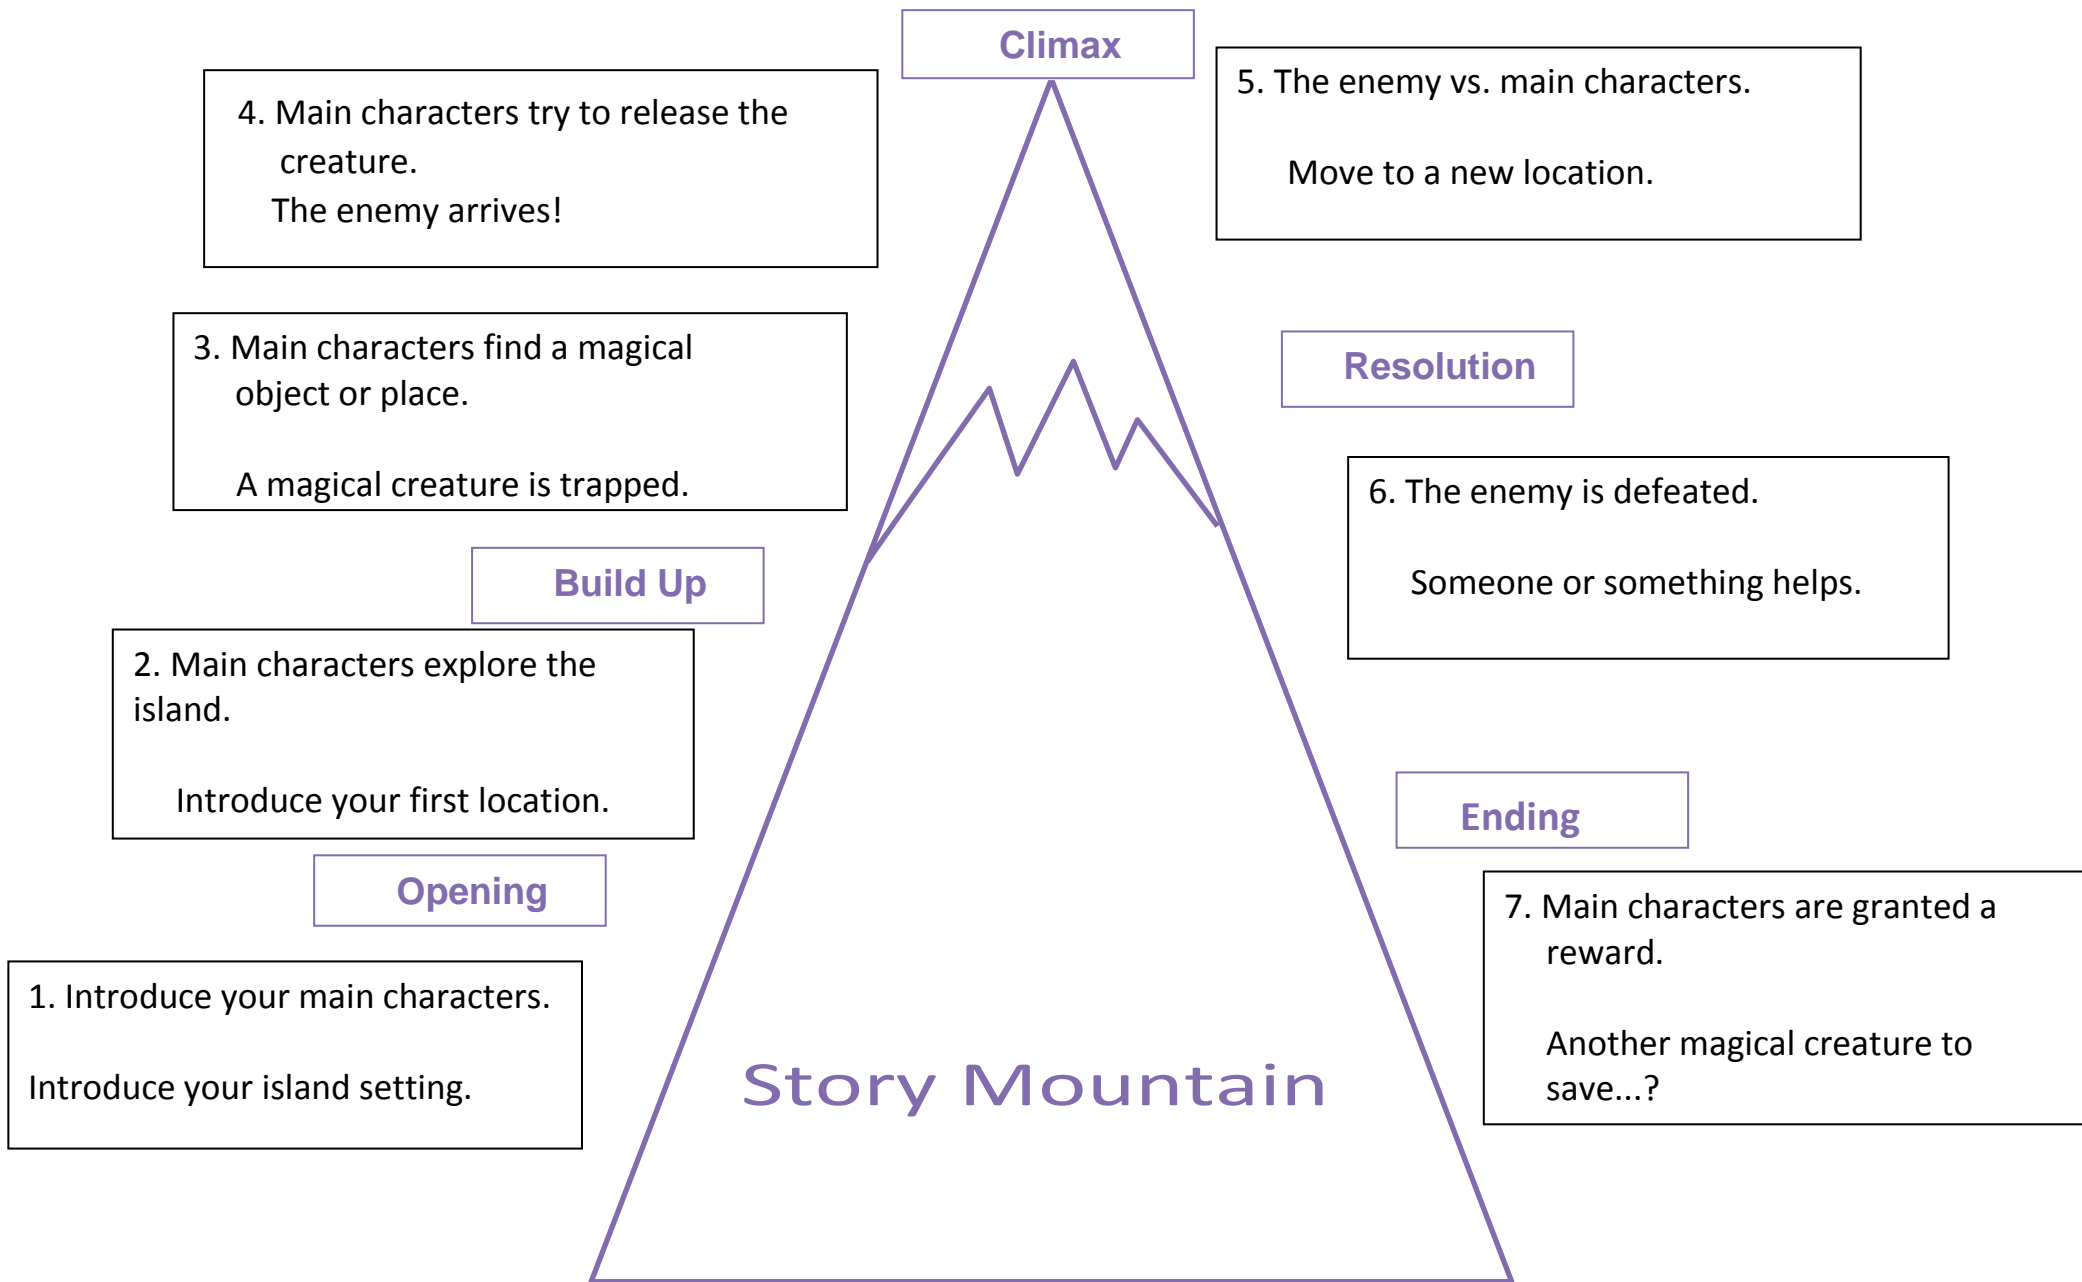 Climax
4. Main characters try to release the
creature.
The enemy arrives!
5. The enemy vs. main characters.
Move to a new location.
3. Main characters find a magical
object or place.
A magical creature is trapped.
Resolution
Build Up
6. The enemy is defeated.
Someone or something helps.
2. Main characters explore the
island.
Introduce your first location.
Ending
Opening
7. Main characters are granted a
reward.
Another magical creature to
save...?
1. Introduce your main characters.
Introduce your island setting.
Story Mountain